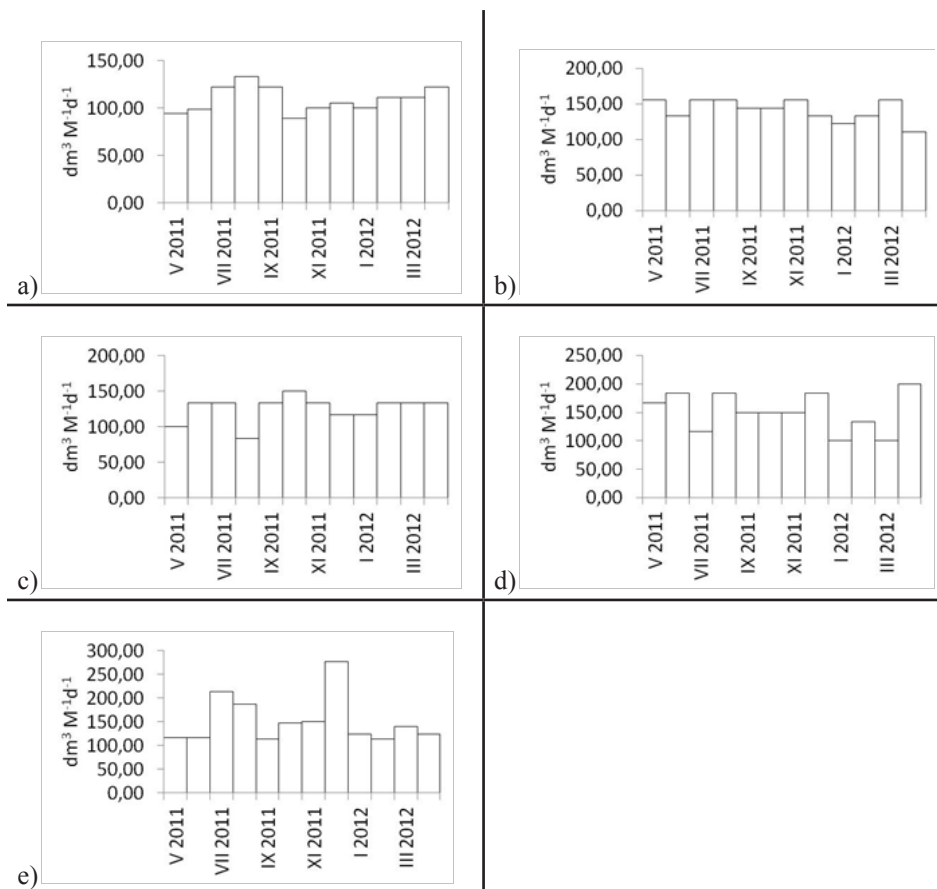 150,00
100,00
50,00
0,00
dm³ M⁻¹d⁻¹
V 2011
VII 2011
IX 2011
XI 2011
I 2012
III 2012
a)
200,00
150,00
100,00
50,00
0,00
dm³ M⁻¹d⁻¹
V 2011
VII 2011
IX 2011
XI 2011
I 2012
III 2012
b)
200,00
150,00
100,00
50,00
0,00
dm³ M⁻¹d⁻¹
V 2011
VII 2011
IX 2011
XI 2011
I 2012
III 2012
c)
250,00
200,00
150,00
100,00
50,00
0,00
dm³ M⁻¹d⁻¹
V 2011
VII 2011
IX 2011
XI 2011
I 2012
III 2012
d)
300,00
250,00
200,00
150,00
100,00
50,00
0,00
dm³ M⁻¹d⁻¹
V 2011
VII 2011
IX 2011
XI 2011
I 2012
III 2012
e)